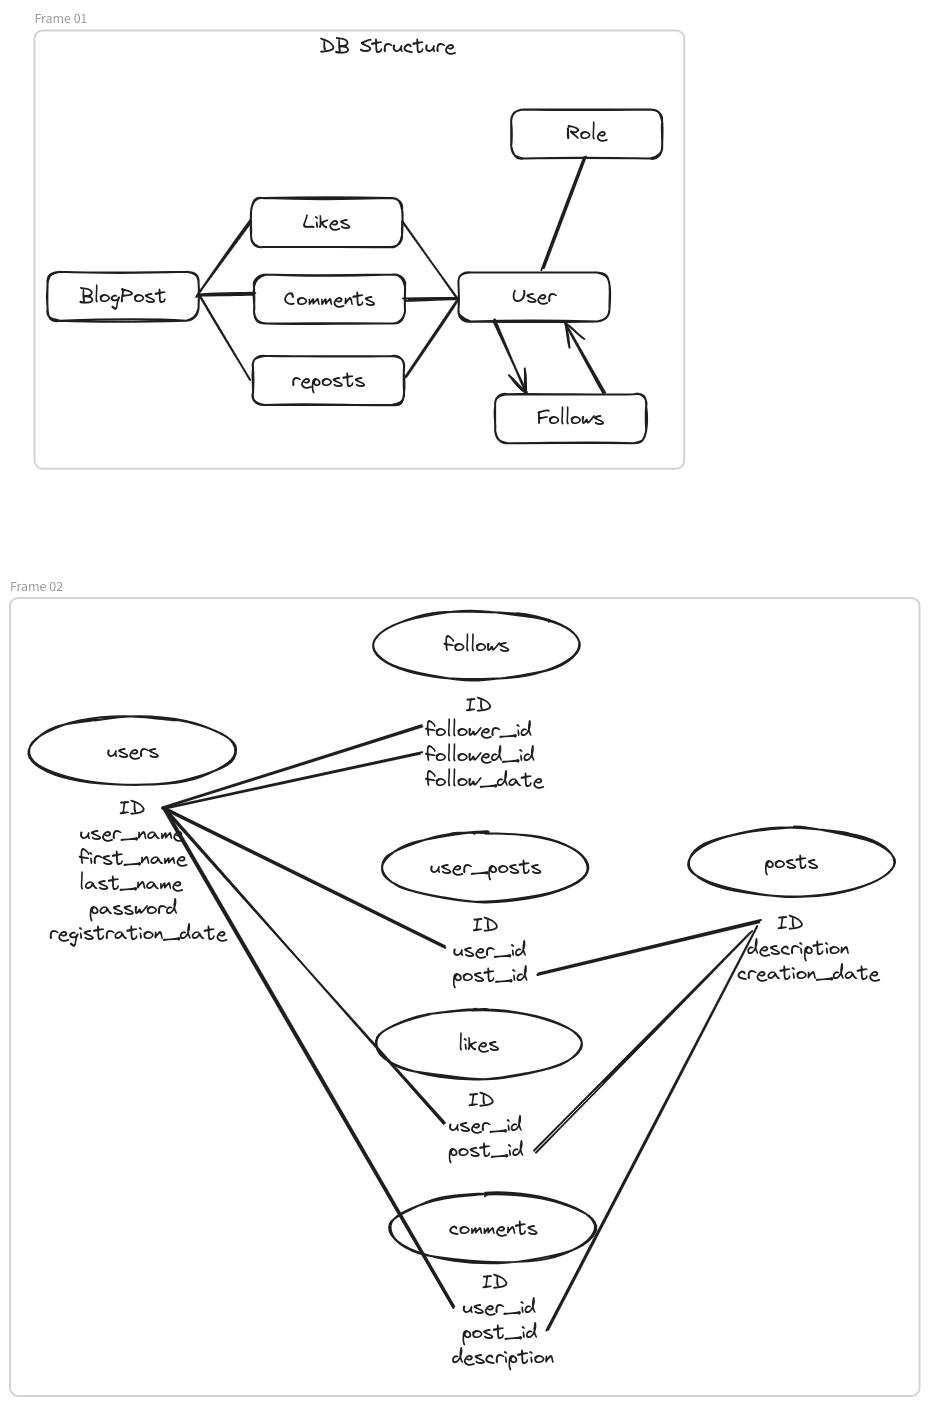 Frame 01
DB Structure
Role
Likes
BlogPost
Comments
User
reposts
Follows
Frame 02
follows
ID
follower_id
followed_id
follow_date
users
ID
user_name
first_name
last_name
password
registration_date
user_posts
ID
user_id
post_id
posts
ID
description
creation_date
likes
ID
user_id
post_id
comments
ID
user_id
post_id
description